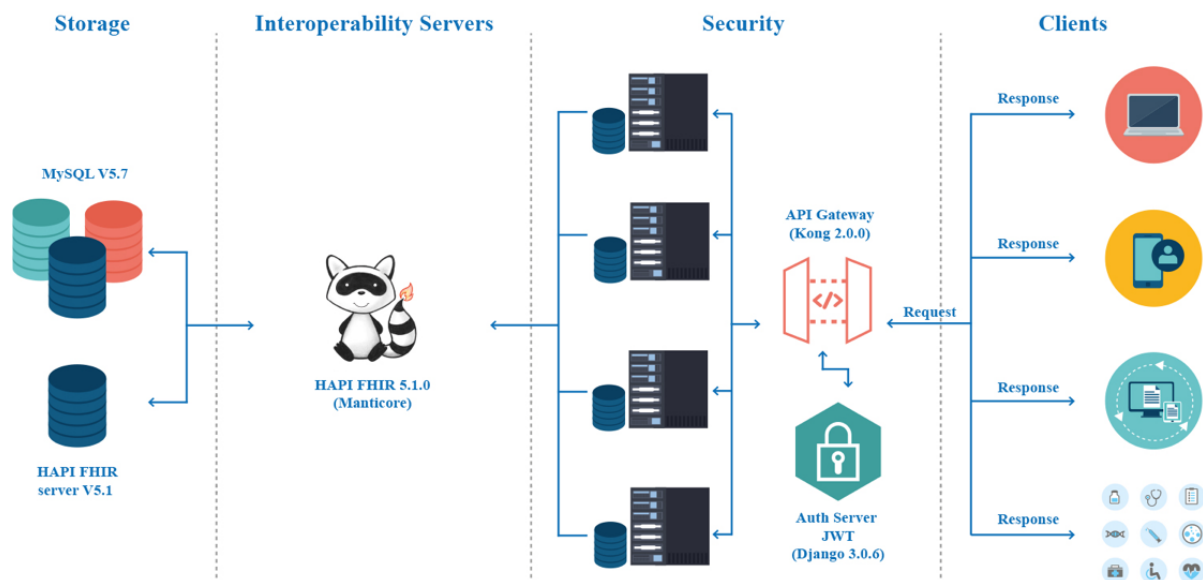 Storage
Interoperability Servers
Security
Clients
MySQL V5.7
HAPI FHIR
server V5.1
HAPI FHIR 5.1.0
(Manticore)
API Gateway
(Kong 2.0.0)
</>
Auth Server
JWT
(Django 3.0.6)
Request
Response
Response
Response
Response